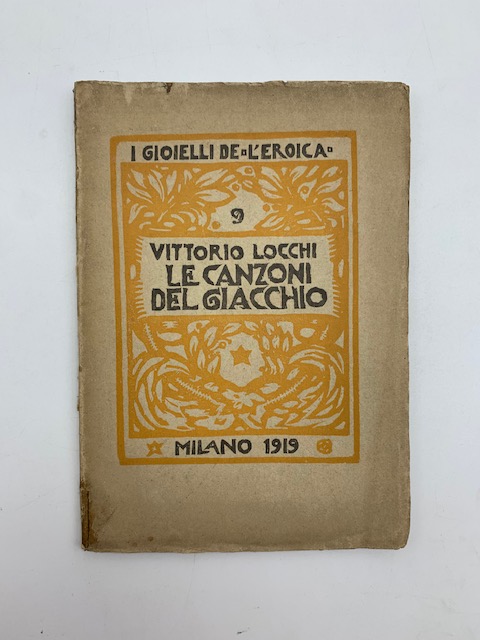 I GIOIELLI DE "L'EROICA"
9
VITTORIO LOCCHI
LE CANZONI
DEL GIACCHIO
MILANO 1919